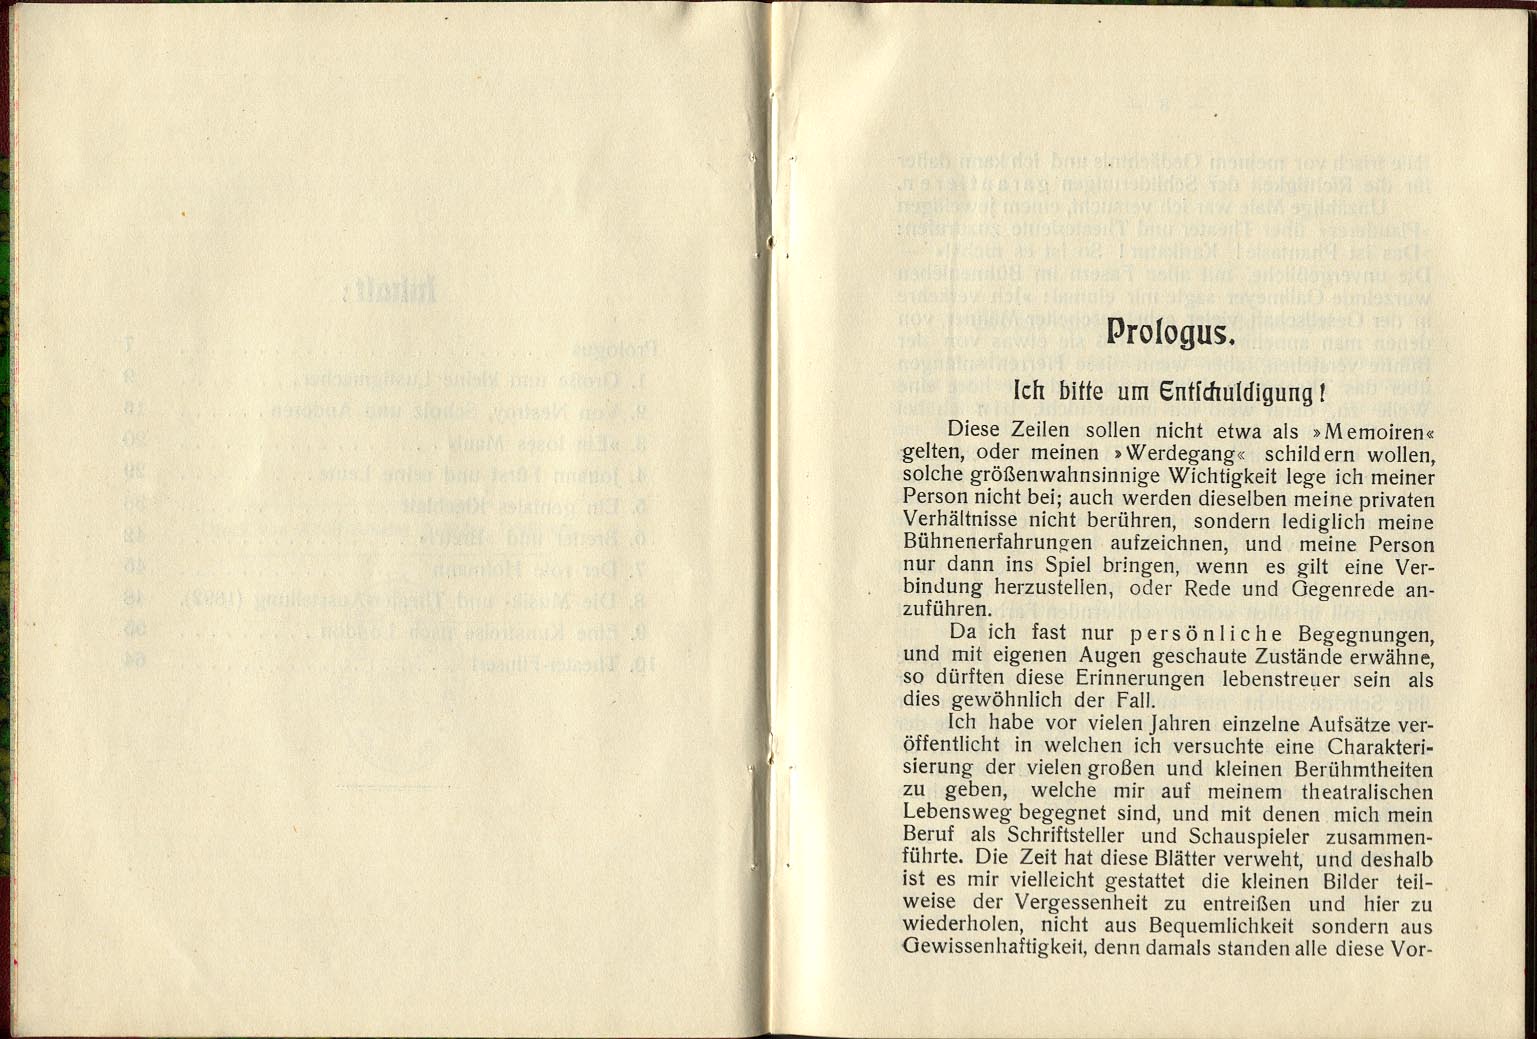 Prologus.
Ich bitte um Entschuldigung!
Diese Zeilen sollen nicht etwa als »Memoiren«
gelten, oder meinen »Werdegang« schildern wollen,
solche größenwahnsinnige Wichtigkeit lege ich meiner
Person nicht bei; auch werden dieselben meine privaten
Verhältnisse nicht berühren, sondern lediglich meine
Bühnenerfahrungen aufzeichnen, und meine Person
nur dann ins Spiel bringen, wenn es gilt eine Ver-
bindung herzustellen, oder Rede und Gegenrede an-
zuführen.
Da ich fast nur persönliche Begegnungen,
und mit eigenen Augen geschaute Zustände erwähne,
so dürften diese Erinnerungen lebenstreuer sein als
dies gewöhnlich der Fall.
Ich habe vor vielen Jahren einzelne Aufsätze ver-
öffentlicht in welchen ich versuchte eine Charakteri-
sierung der vielen großen und kleinen Berühmtheiten
zu geben, welche mir auf meinem theatralischen
Lebensweg begegnet sind, und mit denen mich mein
Beruf als Schriftsteller und Schauspieler zusammen-
führte. Die Zeit hat diese Blätter verweht, und deshalb
ist es mir vielleicht gestattet die kleinen Bilder teil-
weise der Vergessenheit zu entreißen und hier zu
wiederholen, nicht aus Bequemlichkeit sondern aus
Gewissenhaftigkeit, denn damals standen alle diese Vor-